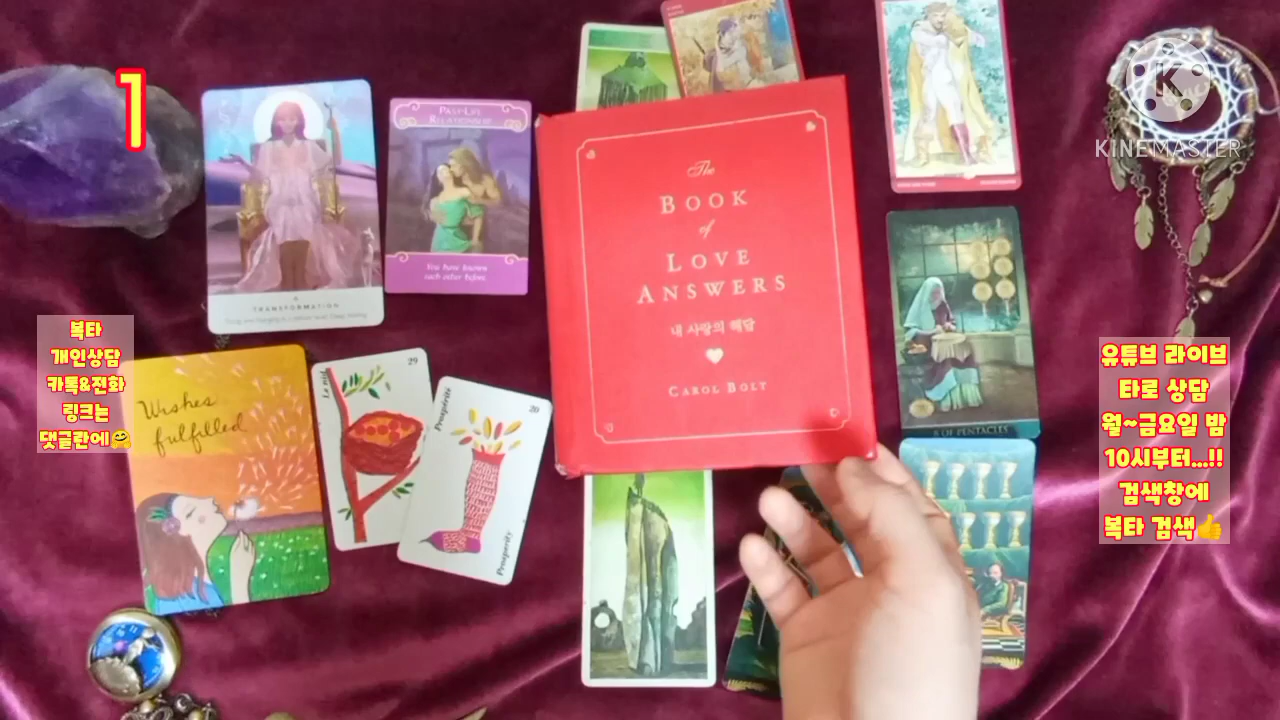 1
TRANSFORMATION
PAST-LIFE
RELATIONSHIP
You have known
each other before.
The
BOOK
of
LOVE
ANSWERS
내 사랑의 해답
CAROL BOLT
K
KINEMASTER
Wishes
fulfilled
29
Le nid
20
Prosperite
Prosperity
8 OF PENTACLES
복타
개인상담
카톡&전화
링크는
댓글란에🤗
유튜브 라이브
타로 상담
월~금요일 밤
10시부터...!!
검색창에
복타 검색👍